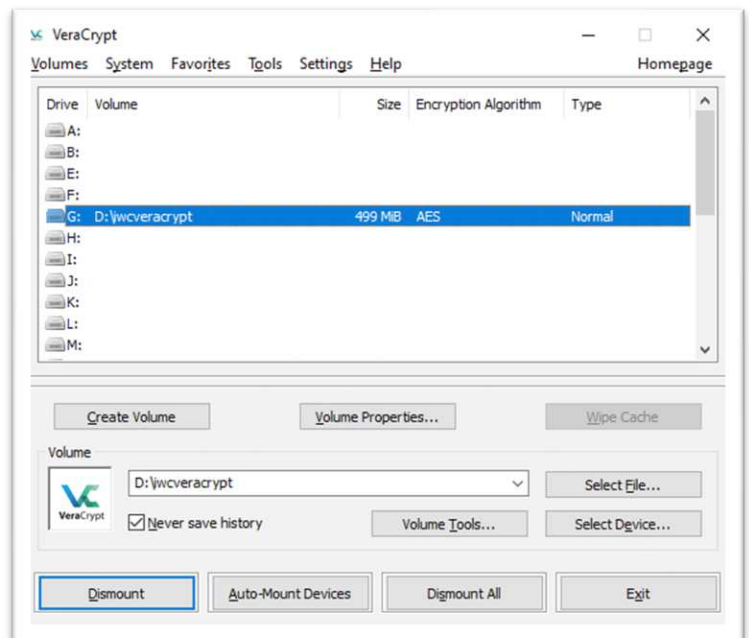 VeraCrypt
Volumes System Favorites Tools Settings Help Homepage
Drive Volume Size Encryption Algorithm Type
A:
B:
E:
F:
G: D:\jwcveracrypt 499 MiB AES Normal
H:
I:
J:
K:
L:
M:
Create Volume Volume Properties... Wipe Cache
Volume
VeraCrypt
D:\jwcveracrypt Select File...
Never save history Volume Tools... Select Device...
Dismount Auto-Mount Devices Dismount All Exit